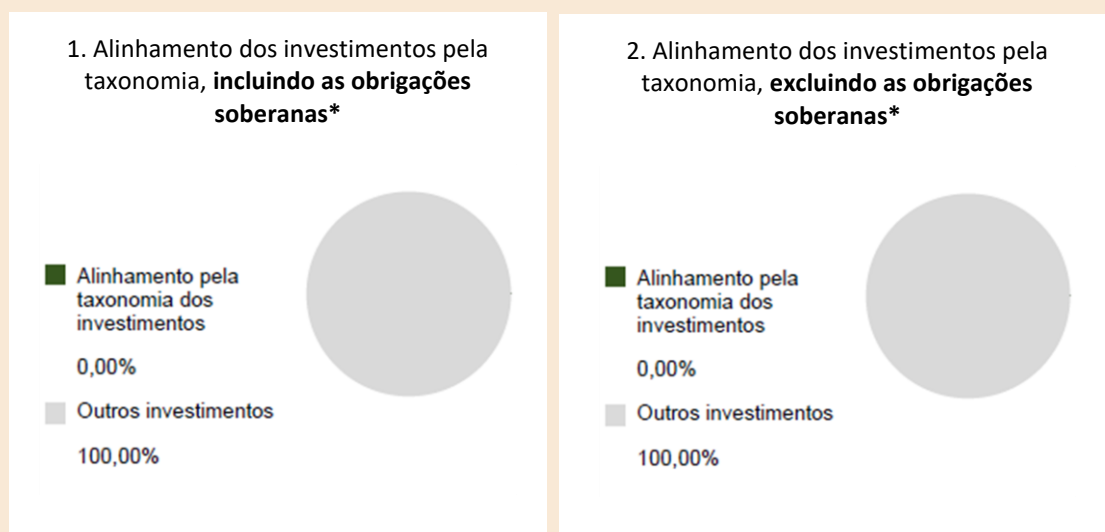 1. Alinhamento dos investimentos pela
taxonomia, incluindo as obrigações
soberanas*
Alinhamento pela
taxonomia dos
investimentos
0,00%
Outros investimentos
100,00%
2. Alinhamento dos investimentos pela
taxonomia, excluindo as obrigações
soberanas*
Alinhamento pela
taxonomia dos
investimentos
0,00%
Outros investimentos
100,00%